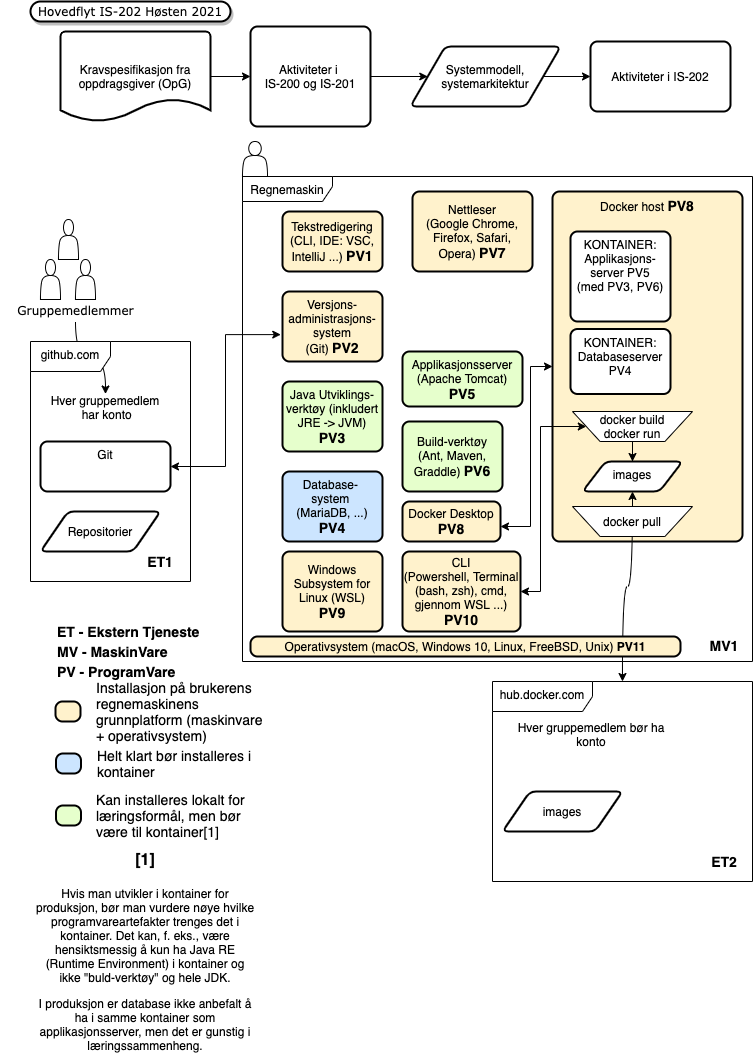 Hovedflyt IS-202 Høsten 2021
Kravspesifikasjon fra
oppdragsgiver (OpG)
Aktiviteter i
IS-200 og IS-201
Systemmodell,
systemarkitektur
Aktiviteter i IS-202
Regnemaskin
Tekstredigering
(CLI, IDE: VSC,
IntelliJ ...) PV1
Nettleser
(Google Chrome,
Firefox, Safari,
Opera) PV7
Docker host PV8
KONTAINER:
Applikasjons-
server PV5
(med PV3, PV6)
Versjons-
administrasjons-
system
(Git) PV2
KONTAINER:
Databaseserver
PV4
Applikasjonsserver
(Apache Tomcat)
PV5
Java Utviklings-
verktøy (inkludert
JRE -> JVM)
PV3
Build-verktøy
(Ant, Maven,
Graddle) PV6
docker build
docker run
images
docker pull
Database-
system
(MariaDB, ...)
PV4
Docker Desktop
PV8
Windows
Subsystem for
Linux (WSL)
PV9
CLI
(Powershell, Terminal
(bash, zsh), cmd,
gjennom WSL ...)
PV10
Operativsystem (macOS, Windows 10, Linux, FreeBSD, Unix) PV11
MV1
Gruppemedlemmer
github.com
Hver gruppemedlem
har konto
Git
Repositorier
ET1
ET - Ekstern Tjeneste
MV - MaskinVare
PV - ProgramVare
Installasjon på brukerens
regnemaskinens
grunnplatform (maskinvare
+ operativsystem)
Helt klart bør installeres i
kontainer
Kan installeres lokalt for
læringsformål, men bør
være til kontainer[1]
hub.docker.com
Hver gruppemedlem bør ha
konto
images
ET2
[1]
Hvis man utvikler i kontainer for
produksjon, bør man vurdere nøye hvilke
programvareartefakter trenges det i
kontainer. Det kan, f. eks., være
hensiktsmessig å kun ha Java RE
(Runtime Environment) i kontainer og
ikke "buld-verktøy" og hele JDK.
I produksjon er database ikke anbefalt å
ha i samme kontainer som
applikasjonsserver, men det er gunstig i
læringssammenheng.